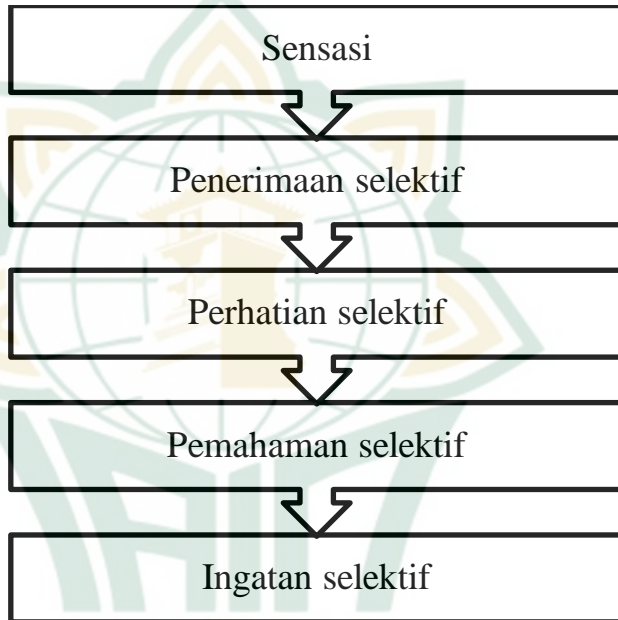 Sensasi
Penerimaan selektif
Perhatian selektif
Pemahaman selektif
Ingatan selektif